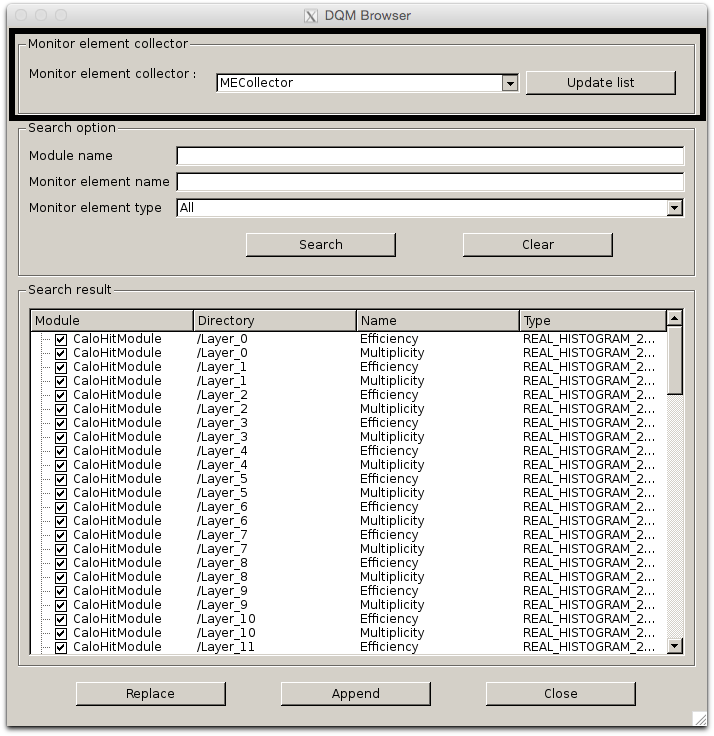 DQM Browser
Monitor element collector
Monitor element collector : MECollector Update list
Search option
Module name
Monitor element name
Monitor element type All
Search Clear
Search result
Module Directory Name Type
CaloHitModule /Layer_0 Efficiency REAL_HISTOGRAM_2...
CaloHitModule /Layer_0 Multiplicity REAL_HISTOGRAM_2...
CaloHitModule /Layer_1 Efficiency REAL_HISTOGRAM_2...
CaloHitModule /Layer_1 Multiplicity REAL_HISTOGRAM_2...
CaloHitModule /Layer_2 Efficiency REAL_HISTOGRAM_2...
CaloHitModule /Layer_2 Multiplicity REAL_HISTOGRAM_2...
CaloHitModule /Layer_3 Efficiency REAL_HISTOGRAM_2...
CaloHitModule /Layer_3 Multiplicity REAL_HISTOGRAM_2...
CaloHitModule /Layer_4 Efficiency REAL_HISTOGRAM_2...
CaloHitModule /Layer_4 Multiplicity REAL_HISTOGRAM_2...
CaloHitModule /Layer_5 Efficiency REAL_HISTOGRAM_2...
CaloHitModule /Layer_5 Multiplicity REAL_HISTOGRAM_2...
CaloHitModule /Layer_6 Efficiency REAL_HISTOGRAM_2...
CaloHitModule /Layer_6 Multiplicity REAL_HISTOGRAM_2...
CaloHitModule /Layer_7 Efficiency REAL_HISTOGRAM_2...
CaloHitModule /Layer_7 Multiplicity REAL_HISTOGRAM_2...
CaloHitModule /Layer_8 Efficiency REAL_HISTOGRAM_2...
CaloHitModule /Layer_8 Multiplicity REAL_HISTOGRAM_2...
CaloHitModule /Layer_9 Efficiency REAL_HISTOGRAM_2...
CaloHitModule /Layer_9 Multiplicity REAL_HISTOGRAM_2...
CaloHitModule /Layer_10 Efficiency REAL_HISTOGRAM_2...
CaloHitModule /Layer_10 Multiplicity REAL_HISTOGRAM_2...
CaloHitModule /Layer_11 Efficiency REAL_HISTOGRAM_2...
Replace Append Close